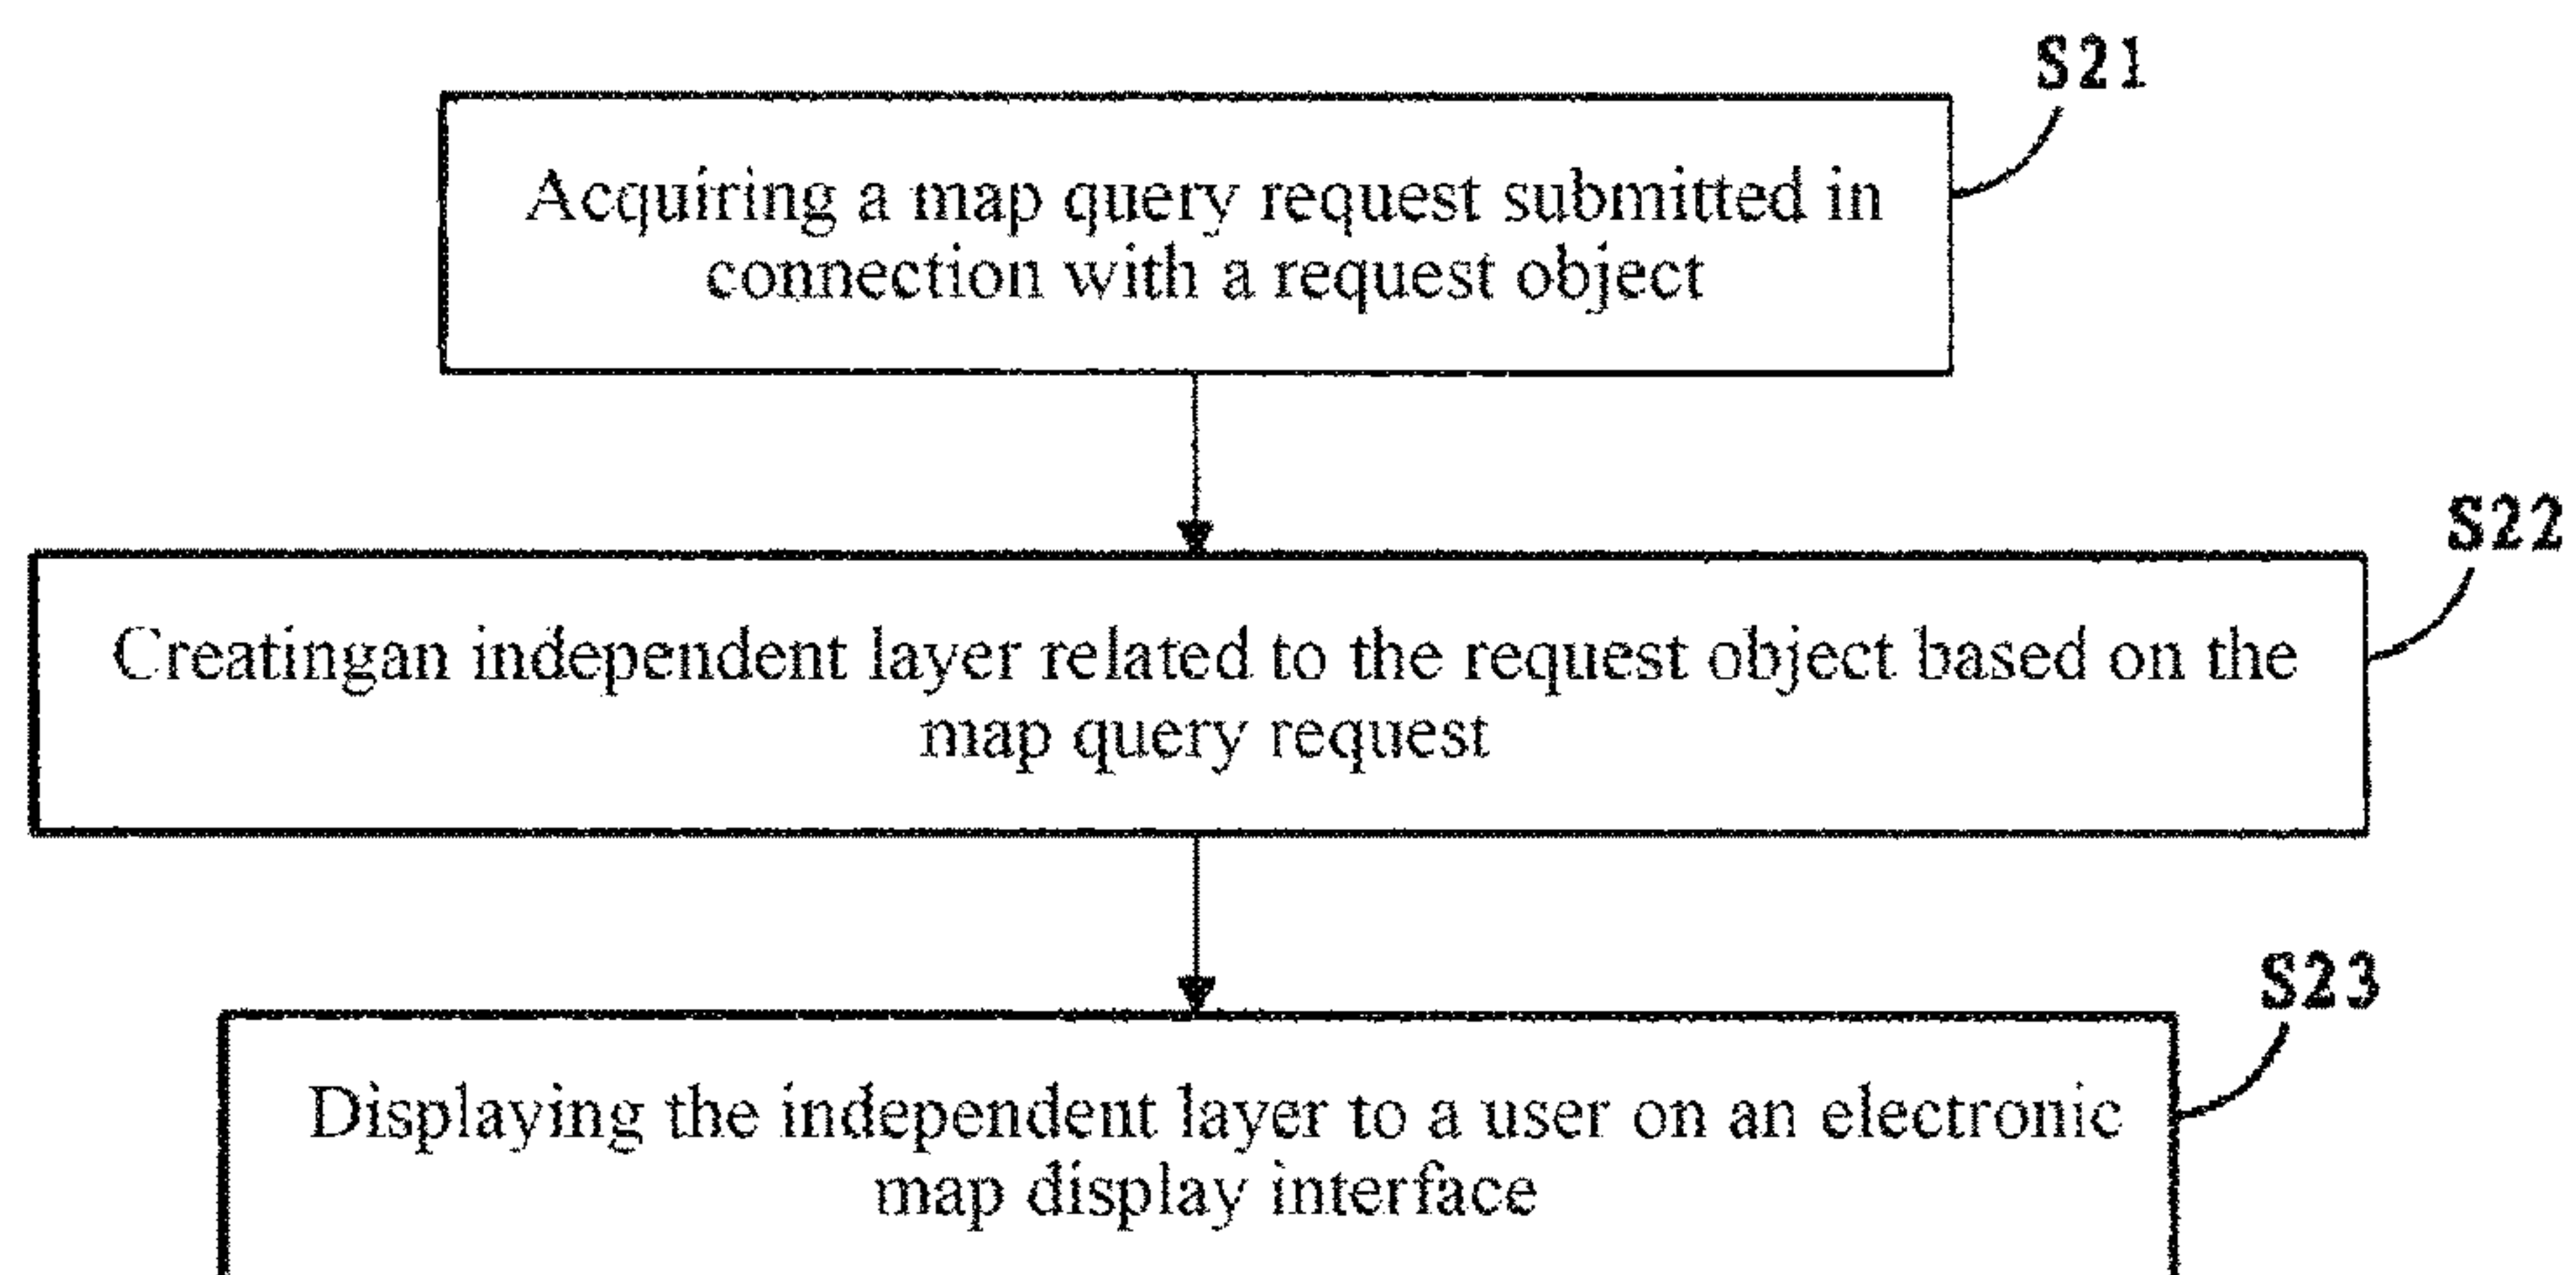 S21
Acquiring a map query request submitted in
connection with a request object
S22
Creatingan independent layer related to the request object based on the
map query request
S23
Displaying the independent layer to a user on an electronic
map display interface